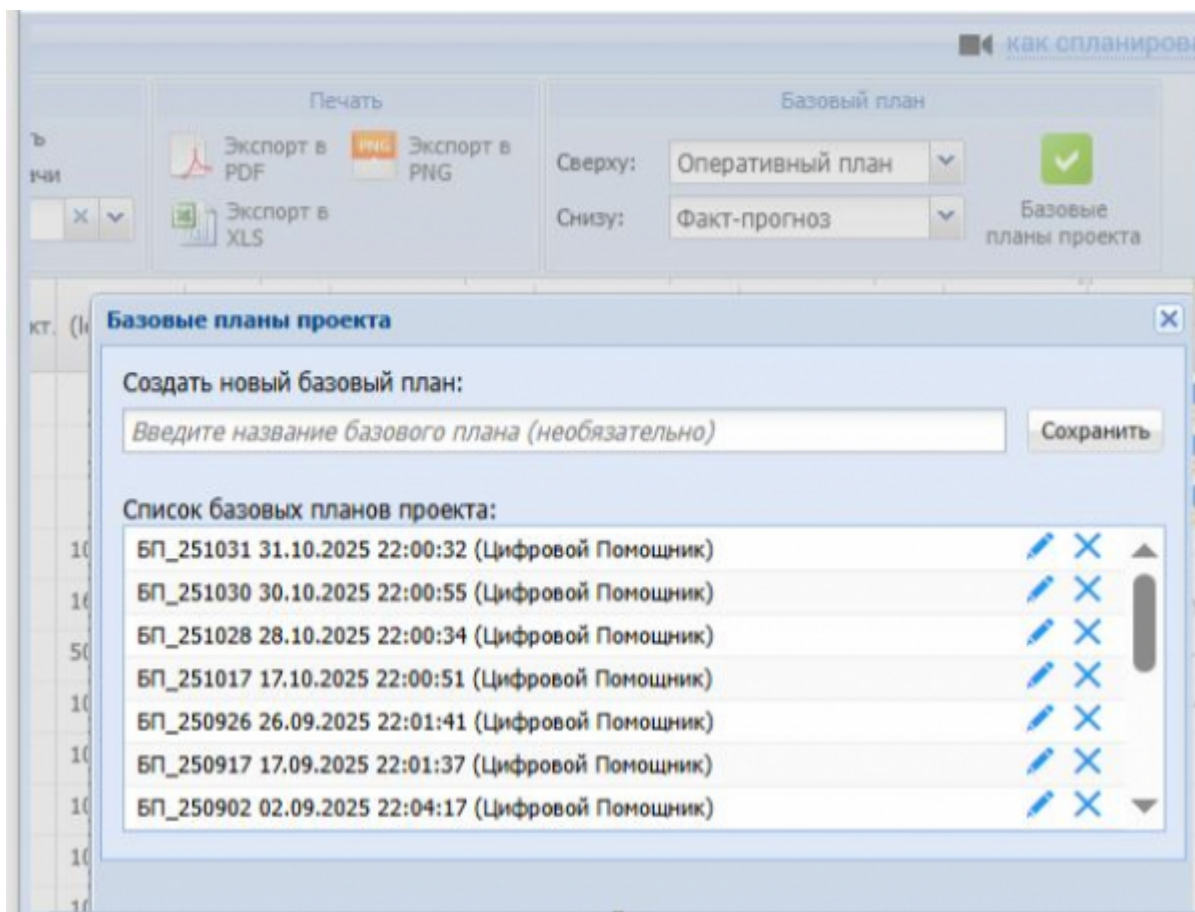 как спланирова
Печать
Базовый план
ь
ачи
Экспорт в
PDF
PNG
Экспорт в
PNG
Экспорт в
XLS
Сверху:
Оперативный план
Снизу:
Факт-прогноз
Базовые
планы проекта
кт.
Базовые планы проекта
Создать новый базовый план:
Введите название базового плана (необязательно)
Сохранить
Список базовых планов проекта:
БП_251031 31.10.2025 22:00:32 (Цифровой Помощник)
БП_251030 30.10.2025 22:00:55 (Цифровой Помощник)
БП_251028 28.10.2025 22:00:34 (Цифровой Помощник)
БП_251017 17.10.2025 22:00:51 (Цифровой Помощник)
БП_250926 26.09.2025 22:01:41 (Цифровой Помощник)
БП_250917 17.09.2025 22:01:37 (Цифровой Помощник)
БП_250902 02.09.2025 22:04:17 (Цифровой Помощник)